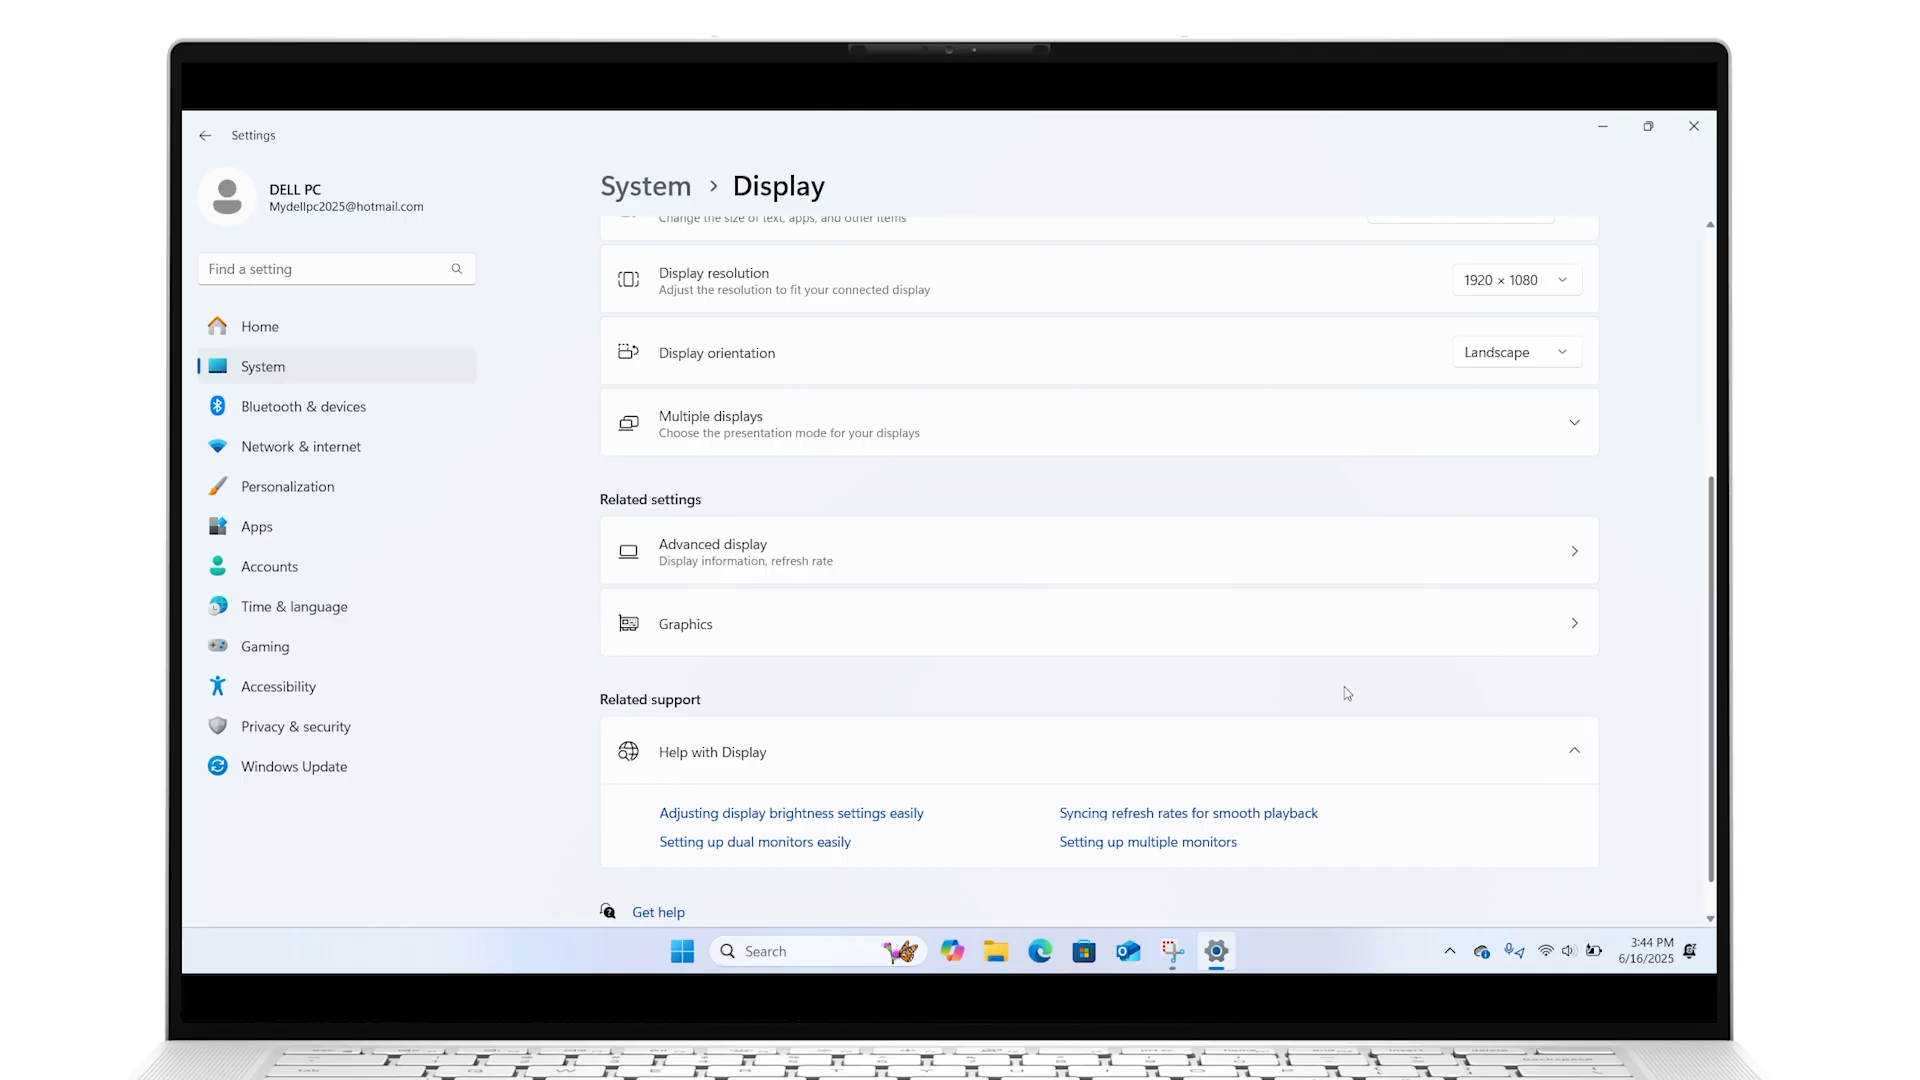 Settings
DELL PC
Mydellpc2025@hotmail.com
Find a setting
Home
System
Bluetooth & devices
Network & internet
Personalization
Apps
Accounts
Time & language
Gaming
Accessibility
Privacy & security
Windows Update
System > Display
Change the size of text, apps, and other items
Display resolution
Adjust the resolution to fit your connected display
1920 × 1080
Display orientation
Landscape
Multiple displays
Choose the presentation mode for your displays
Related settings
Advanced display
Display information, refresh rate
Graphics
Related support
Help with Display
Adjusting display brightness settings easily
Syncing refresh rates for smooth playback
Setting up dual monitors easily
Setting up multiple monitors
Get help
Search
3:44 PM
6/16/2025